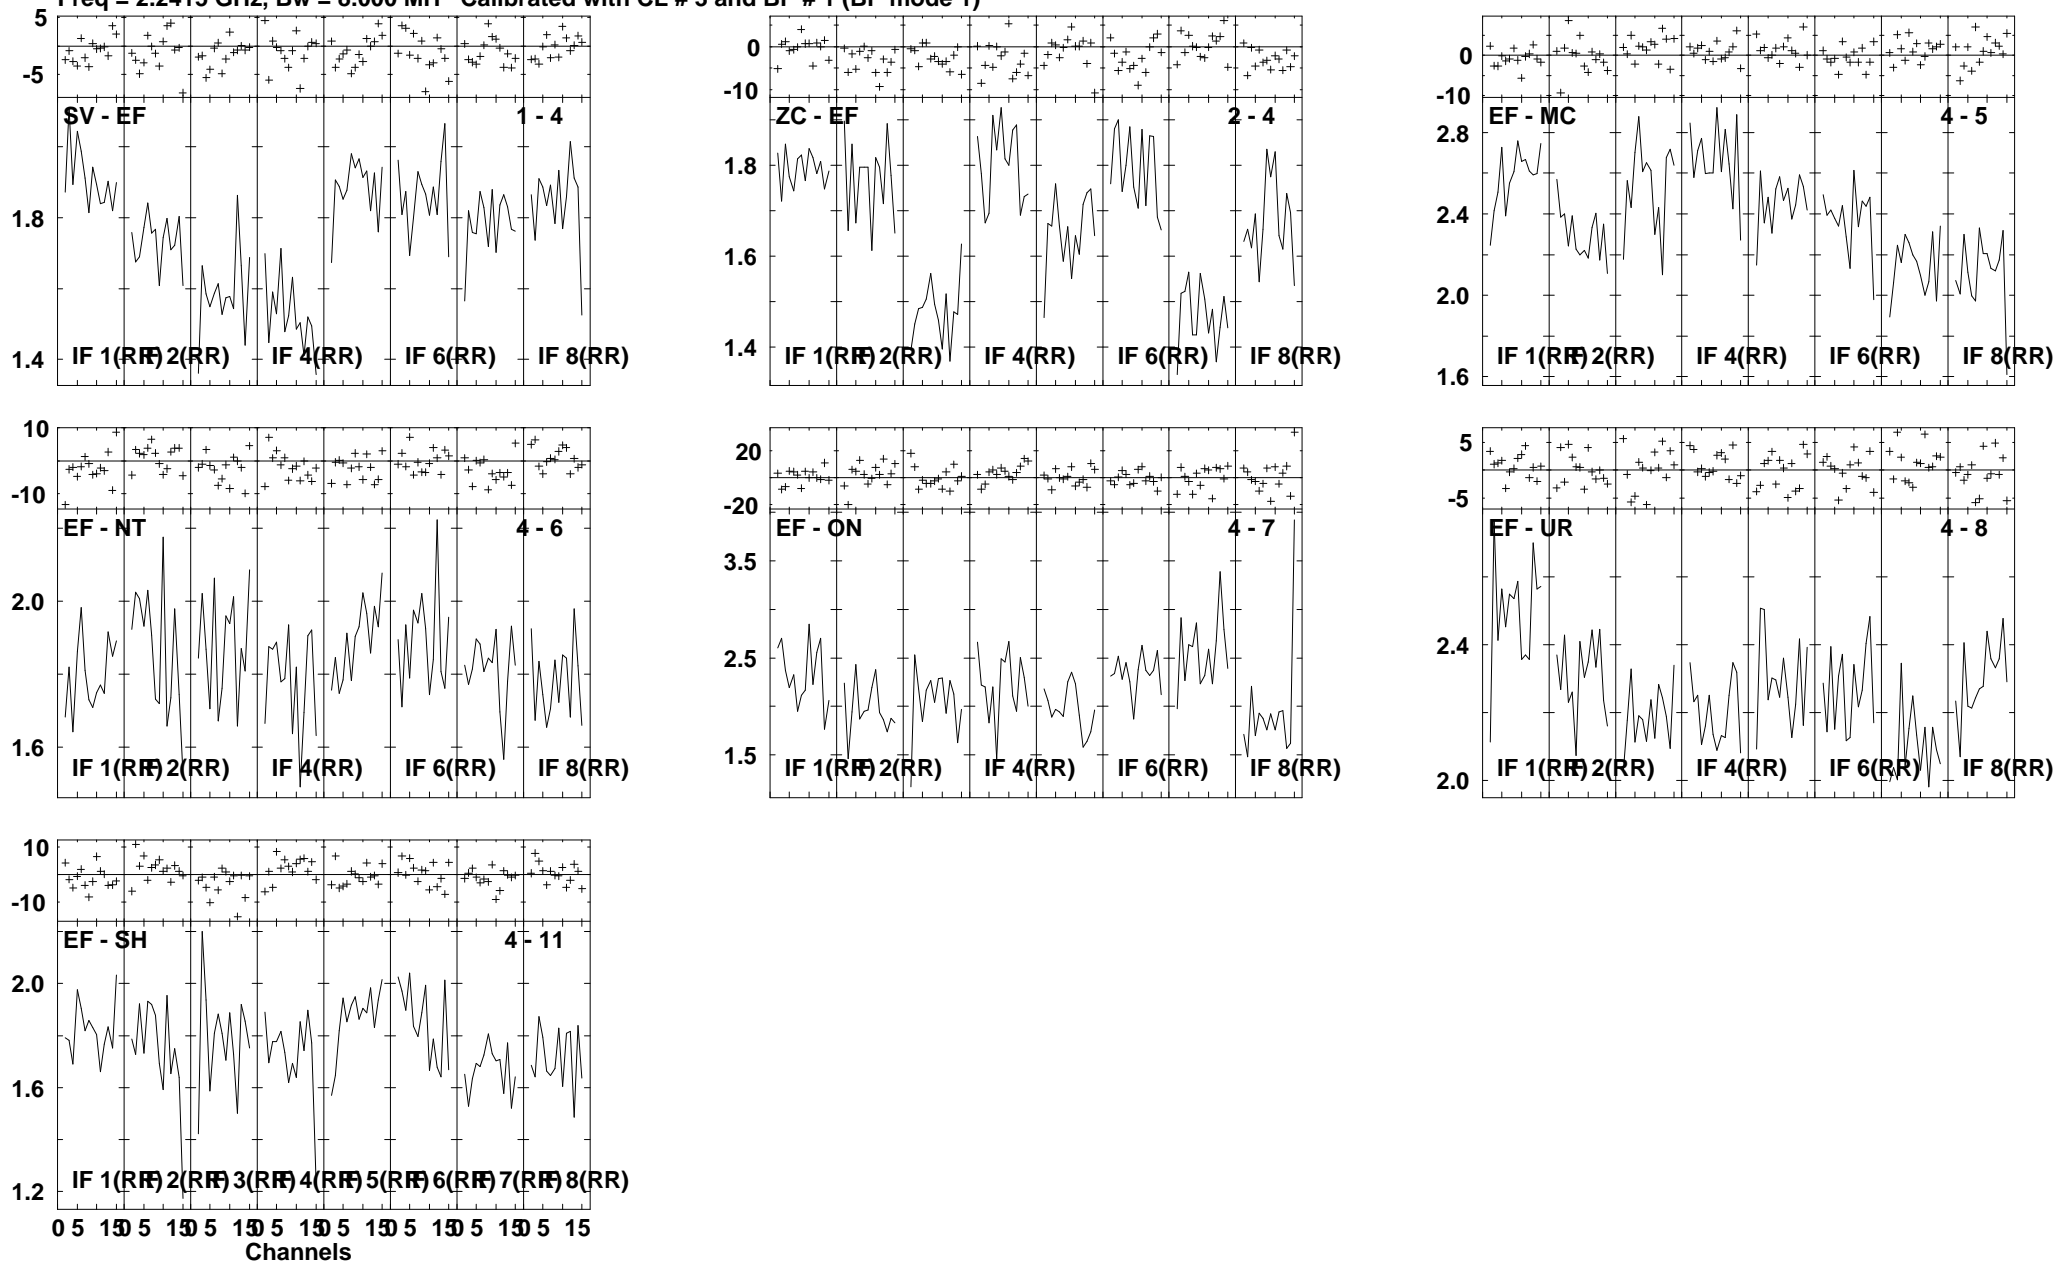 Freq = 2.2415 GHz, Bw = 8.000 MH Calibrated with CL # 3 and BP # 1 (BP mode 1)
5
-5
SV - EF 1 - 4
1.8
1.4
IF 1(RR) IF 2(RR) IF 4(RR) IF 6(RR) IF 8(RR)
0
-10
ZC - EF 2 - 4
1.8
1.6
1.4
IF 1(RR) IF 2(RR) IF 4(RR) IF 6(RR) IF 8(RR)
0
-10
EF - MC 4 - 5
2.8
2.4
2.0
1.6
IF 1(RR) IF 2(RR) IF 4(RR) IF 6(RR) IF 8(RR)
10
-10
EF - NT 4 - 6
2.0
1.6
IF 1(RR) IF 2(RR) IF 4(RR) IF 6(RR) IF 8(RR)
20
-20
EF - ON 4 - 7
3.5
2.5
1.5
IF 1(RR) IF 2(RR) IF 4(RR) IF 6(RR) IF 8(RR)
5
-5
EF - UR 4 - 8
2.4
2.0
IF 1(RR) IF 2(RR) IF 4(RR) IF 6(RR) IF 8(RR)
10
-10
EF - SH 4 - 11
2.0
1.6
1.2
IF 1(RR) IF 2(RR) IF 3(RR) IF 4(RR) IF 5(RR) IF 6(RR) IF 7(RR) IF 8(RR)
0 5 15 0 5 15 0 5 15 0 5 15 0 5 15 0 5 15 0 5 15 0 5 15
Channels